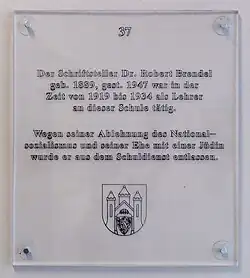 37
Der Schriftsteller Dr. Robert Brendel
geb. 1889, gest. 1947 war in der
Zeit von 1919 bis 1934 als Lehrer
an dieser Schule tätig.
Wegen seiner Ablehnung des National-
sozialismus und seiner Ehe mit einer Jüdin
wurde er aus dem Schuldienst entlassen.